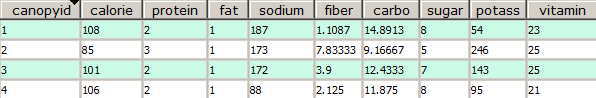 canopyid calorie protein fat sodium fiber carbo sugar potass vitamin
1 108 2 1 187 1.1087 14.8913 8 54 23
2 85 3 1 173 7.83333 9.16667 5 246 25
3 101 2 1 172 3.9 12.4333 7 143 25
4 106 2 1 88 2.125 11.875 8 95 21